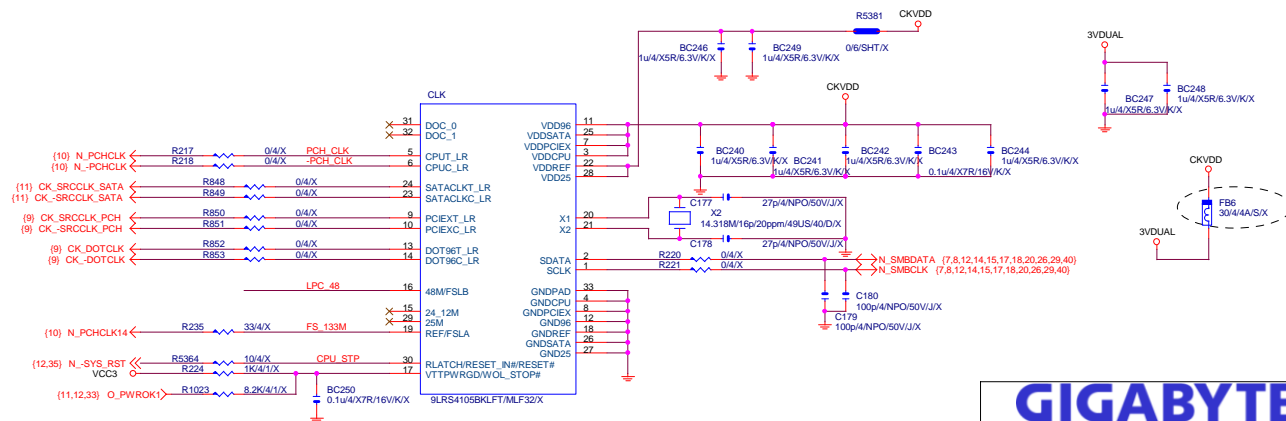 R5381
CKVDD
0/6/SHT/X
BC246
1u/4/X5R/6.3V/K/X
BC249
1u/4/X5R/6.3V/K/X
3VDUAL
BC247
1u/4/X5R/6.3V/K/X
BC248
1u/4/X5R/6.3V/K/X
CKVDD
BC240
1u/4/X5R/6.3V/K/X
BC241
1u/4/X5R/6.3V/K/X
BC242
1u/4/X5R/6.3V/K/X
BC243
0.1u/4/X7R/16V/K/X
BC244
1u/4/X5R/6.3V/K/X
CKVDD
FB6
30/4/4A/S/X
3VDUAL
CLK
31 DOC_0
32 DOC_1
{10} N_PCHCLK R217 0/4/X PCH_CLK 5 CPUT_LR
{10} N_-PCHCLK R218 0/4/X -PCH_CLK 6 CPUC_LR
{11} CK_SRCCLK_SATA R848 0/4/X 24 SATACLKT_LR
{11} CK_-SRCCLK_SATA R849 0/4/X 23 SATACLKC_LR
{9} CK_SRCCLK_PCH R850 0/4/X 9 PCIEXT_LR
{9} CK_-SRCCLK_PCH R851 0/4/X 10 PCIEXC_LR
{9} CK_DOTCLK R852 0/4/X 13 DOT96T_LR
{9} CK_-DOTCLK R853 0/4/X 14 DOT96C_LR
LPC_48 16 48M/FSLB
15 24_12M
29 25M
{10} N_PCHCLK14 R235 33/4/X FS_133M 19 REF/FSLA
{12,35} N_-SYS_RST R5364 10/4/X CPU_STP 30 RLATCH/RESET_IN#/RESET#
VCC3 R224 1K/4/1/X 17 VTTPWRGD/WOL_STOP#
{11,12,33} O_PWROK1 R1023 8.2K/4/1/X
BC250
0.1u/4/X7R/16V/K/X
9LRS4105BKLFT/MLF32/X
VDD96 11
VDDSATA 25
VDDPCIEX 7
VDDCPU 3
VDDREF 22
VDD25 28
X1 20
X2 21
C177 27p/4/NPO/50V/J/X
X2
14.318M/16p/20ppm/49US/40/D/X
C178 27p/4/NPO/50V/J/X
SDATA 2 R220 0/4/X N_SMBDATA {7,8,12,14,15,17,18,20,26,29,40}
SCLK 1 R221 0/4/X N_SMBCLK {7,8,12,14,15,17,18,20,26,29,40}
C180
100p/4/NPO/50V/J/X
C179
100p/4/NPO/50V/J/X
GNDPAD 33
GNDCPU 4
GNDPCIEX 8
GND96 12
GNDREF 18
GNDSATA 26
GND25 27
GIGABYTE